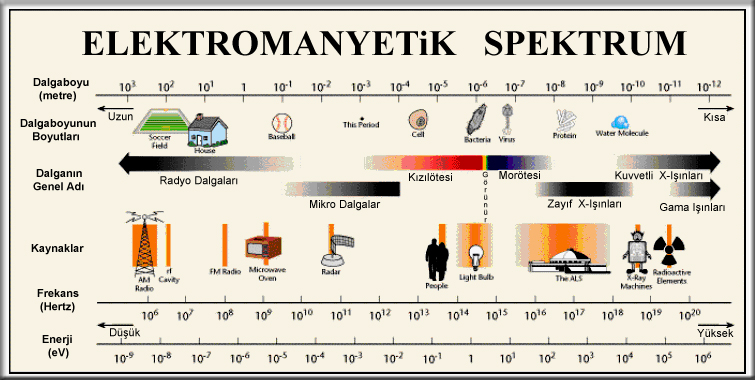 ELEKTROMANYETiK SPEKTRUM
Dalgaboyu
(metre)
10³ 10² 10¹ 1 10⁻¹ 10⁻² 10⁻³ 10⁻⁴ 10⁻⁵ 10⁻⁶ 10⁻⁷ 10⁻⁸ 10⁻⁹ 10⁻¹⁰ 10⁻¹¹ 10⁻¹²
Uzun
Kısa
Dalgaboyunun
Boyutları
Soccer
Field
House
Baseball
This Period
Cell
Bacteria
Virus
Protein
Water Molecule
Dalganın
Genel Adı
Radyo Dalgaları
Mikro Dalgalar
Kızılötesi
Görünür
Morötesi
Zayıf X-Işınları
Kuvvetli X-Işınları
Gama Işınları
Kaynaklar
AM
Radio
rf
Cavity
FM Radio
Microwave
Oven
Radar
People
Light Bulb
The ALS
X-Ray
Machines
Radioactive
Elements
Frekans
(Hertz)
10⁶ 10⁷ 10⁸ 10⁹ 10¹⁰ 10¹¹ 10¹² 10¹³ 10¹⁴ 10¹⁵ 10¹⁶ 10¹⁷ 10¹⁸ 10¹⁹ 10²⁰
Düşük
Yüksek
Enerji
(eV)
10⁻⁹ 10⁻⁸ 10⁻⁷ 10⁻⁶ 10⁻⁵ 10⁻⁴ 10⁻³ 10⁻² 10⁻¹ 1 10¹ 10² 10³ 10⁴ 10⁵ 10⁶